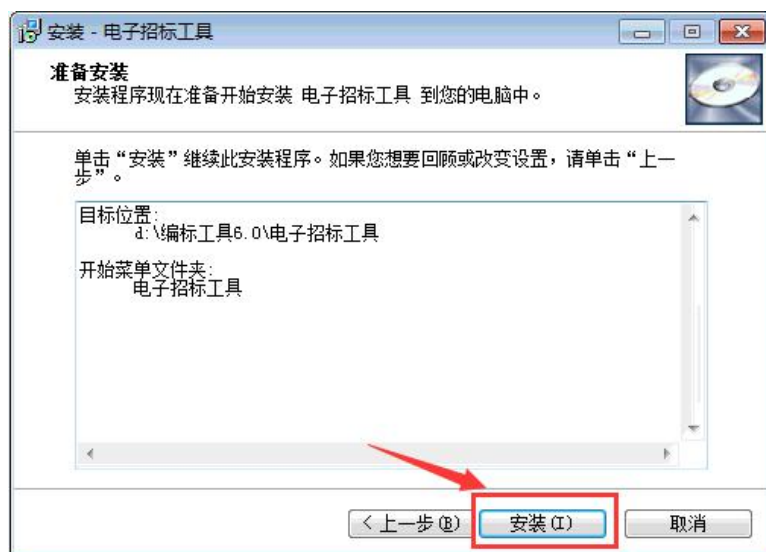 安装 - 电子招标工具
准备安装
安装程序现在准备开始安装 电子招标工具 到您的电脑中。
单击“安装”继续此安装程序。如果您想要回顾或改变设置，请单击“上一
步”。
目标位置:
d:\编标工具6.0\电子招标工具
开始菜单文件夹:
电子招标工具
< 上一步(B)
安装(I)
取消